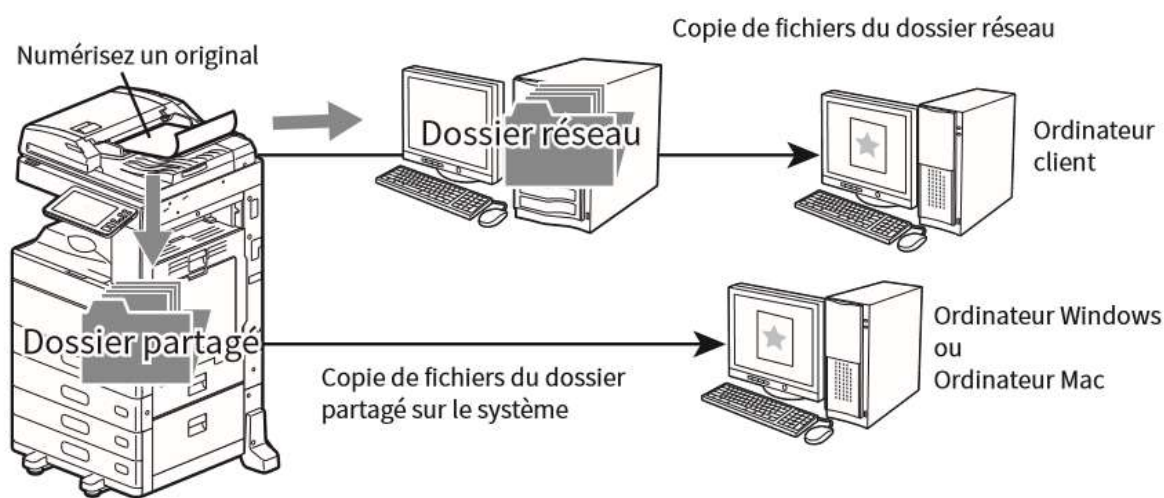 Copie de fichiers du dossier réseau
Numérisez un original
Dossier réseau
Ordinateur
client
Dossier partagé
Copie de fichiers du dossier
partagé sur le système
Ordinateur Windows
ou
Ordinateur Mac